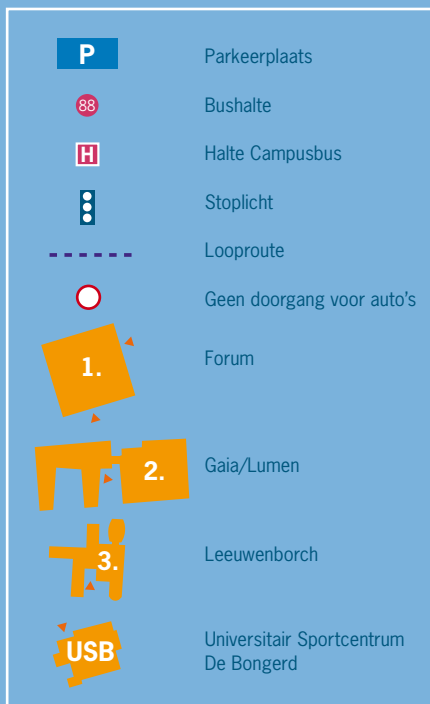 P Parkeerplaats
88 Bushalte
H Halte Campusbus
Stoplicht
Looproute
Geen doorgang voor auto's
1. Forum
2. Gaia/Lumen
3. Leeuwenborch
USB Universitair Sportcentrum
De Bongerd